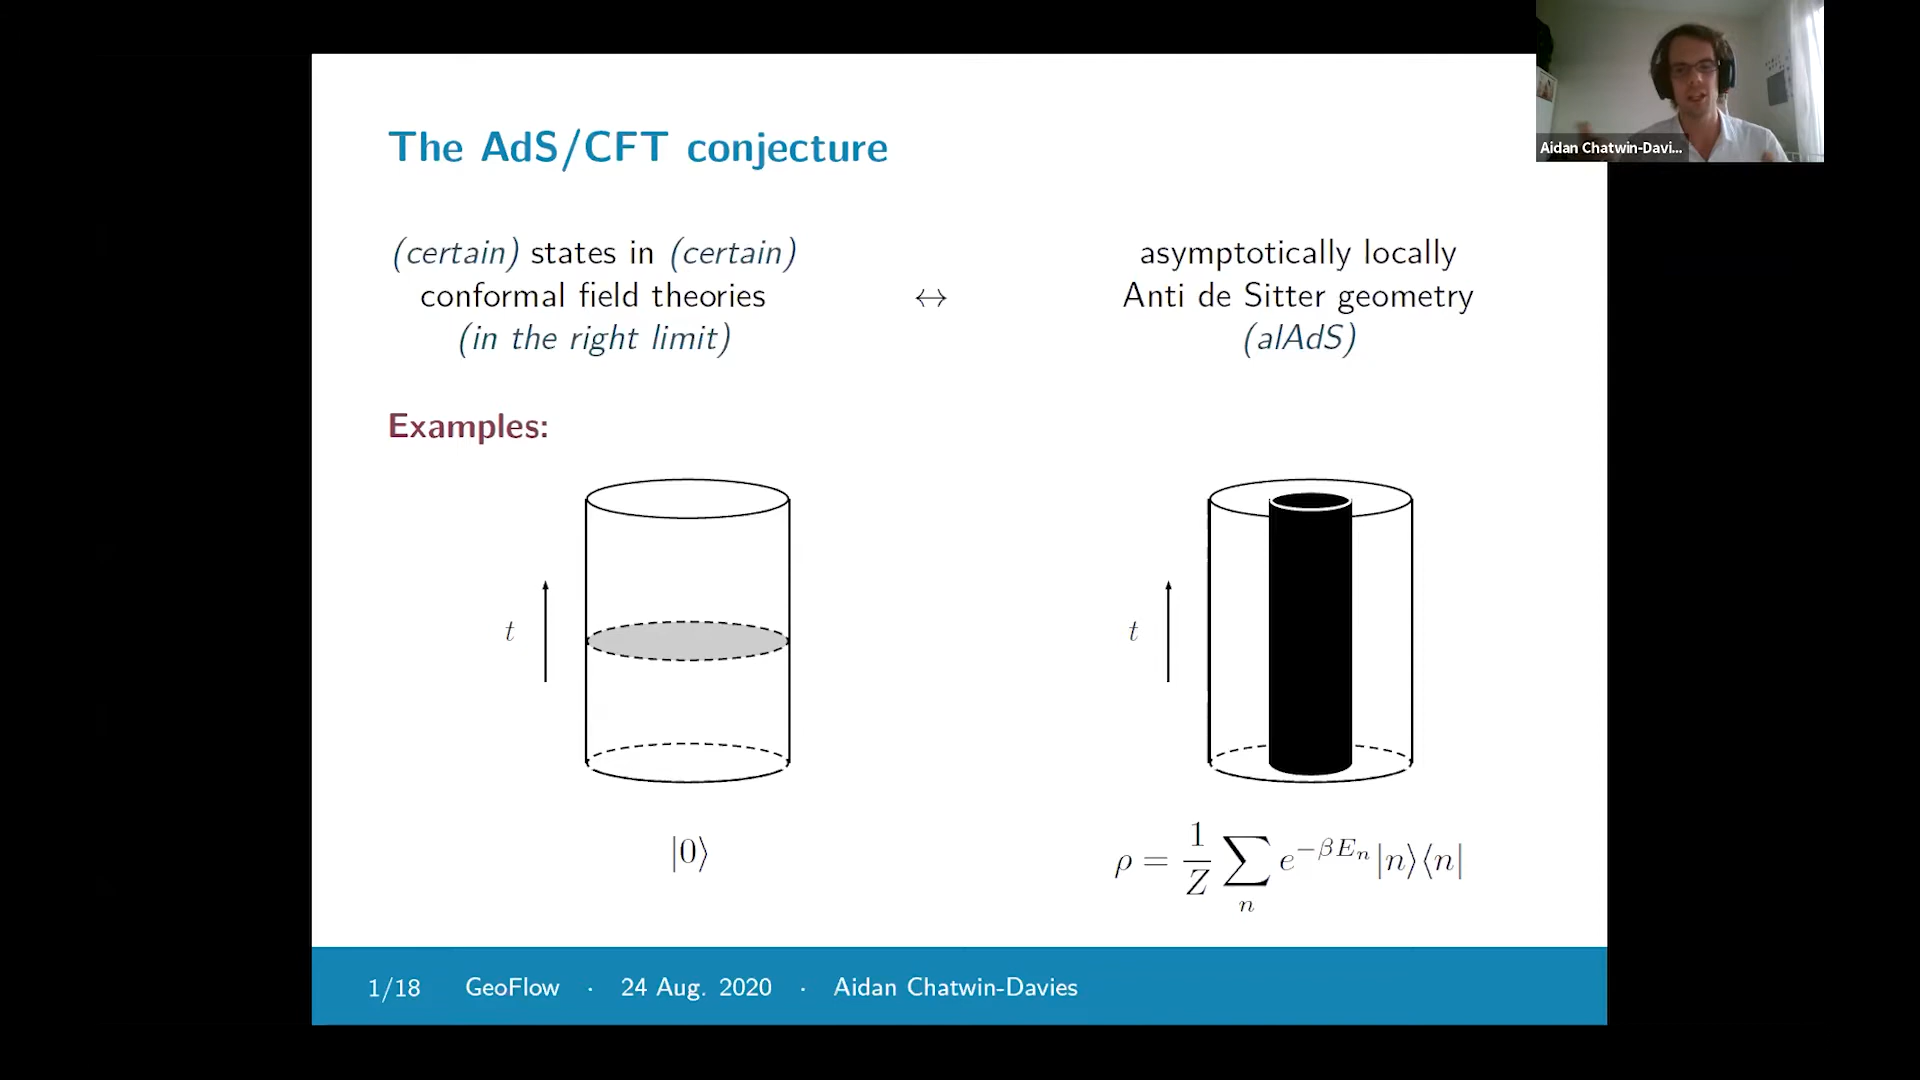 The AdS/CFT conjecture
(certain) states in (certain)
conformal field theories
(in the right limit)
↔
asymptotically locally
Anti de Sitter geometry
(alAdS)
Examples:
t
t
|0⟩
ρ = 1/Z ∑_n e^{−βE_n} |n⟩⟨n|
1/18 GeoFlow · 24 Aug. 2020 · Aidan Chatwin-Davies
Aidan Chatwin-Davi...